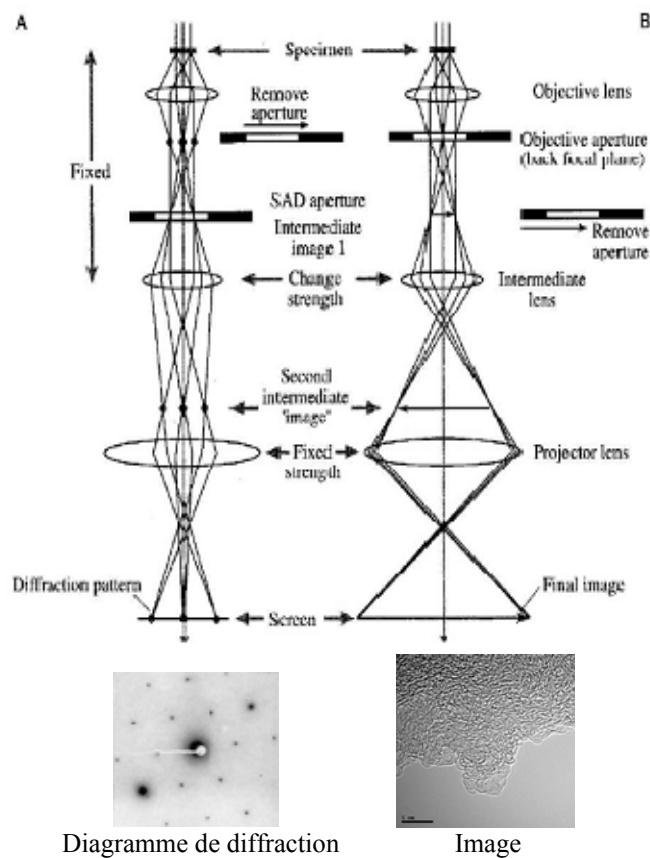 A
B
Specimen
Objective lens
Remove
aperture
Objective aperture
(back focal plane)
Fixed
SAD aperture
Intermediate
image 1
Remove
aperture
Change
strength
Intermediate
lens
Second
intermediate
"image"
Fixed
strength
Projector lens
Diffraction pattern
Final image
Screen
Diagramme de diffraction
Image